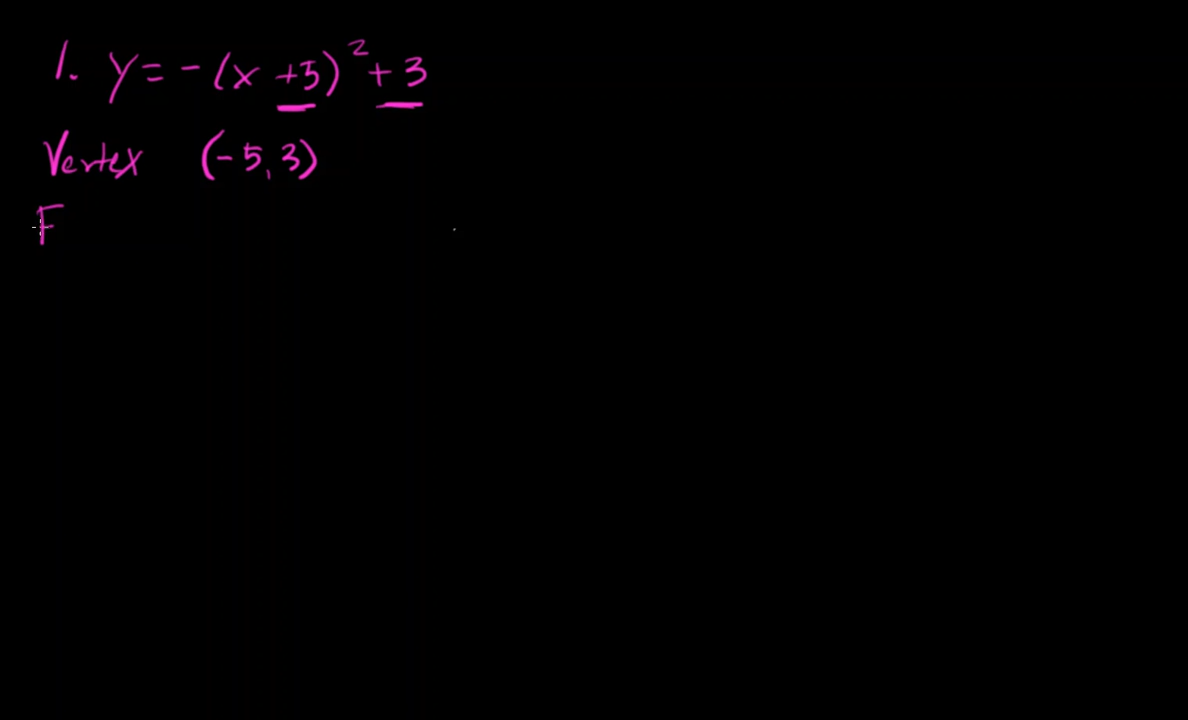 1. y = -(x +5)² + 3
Vertex (-5, 3)
F